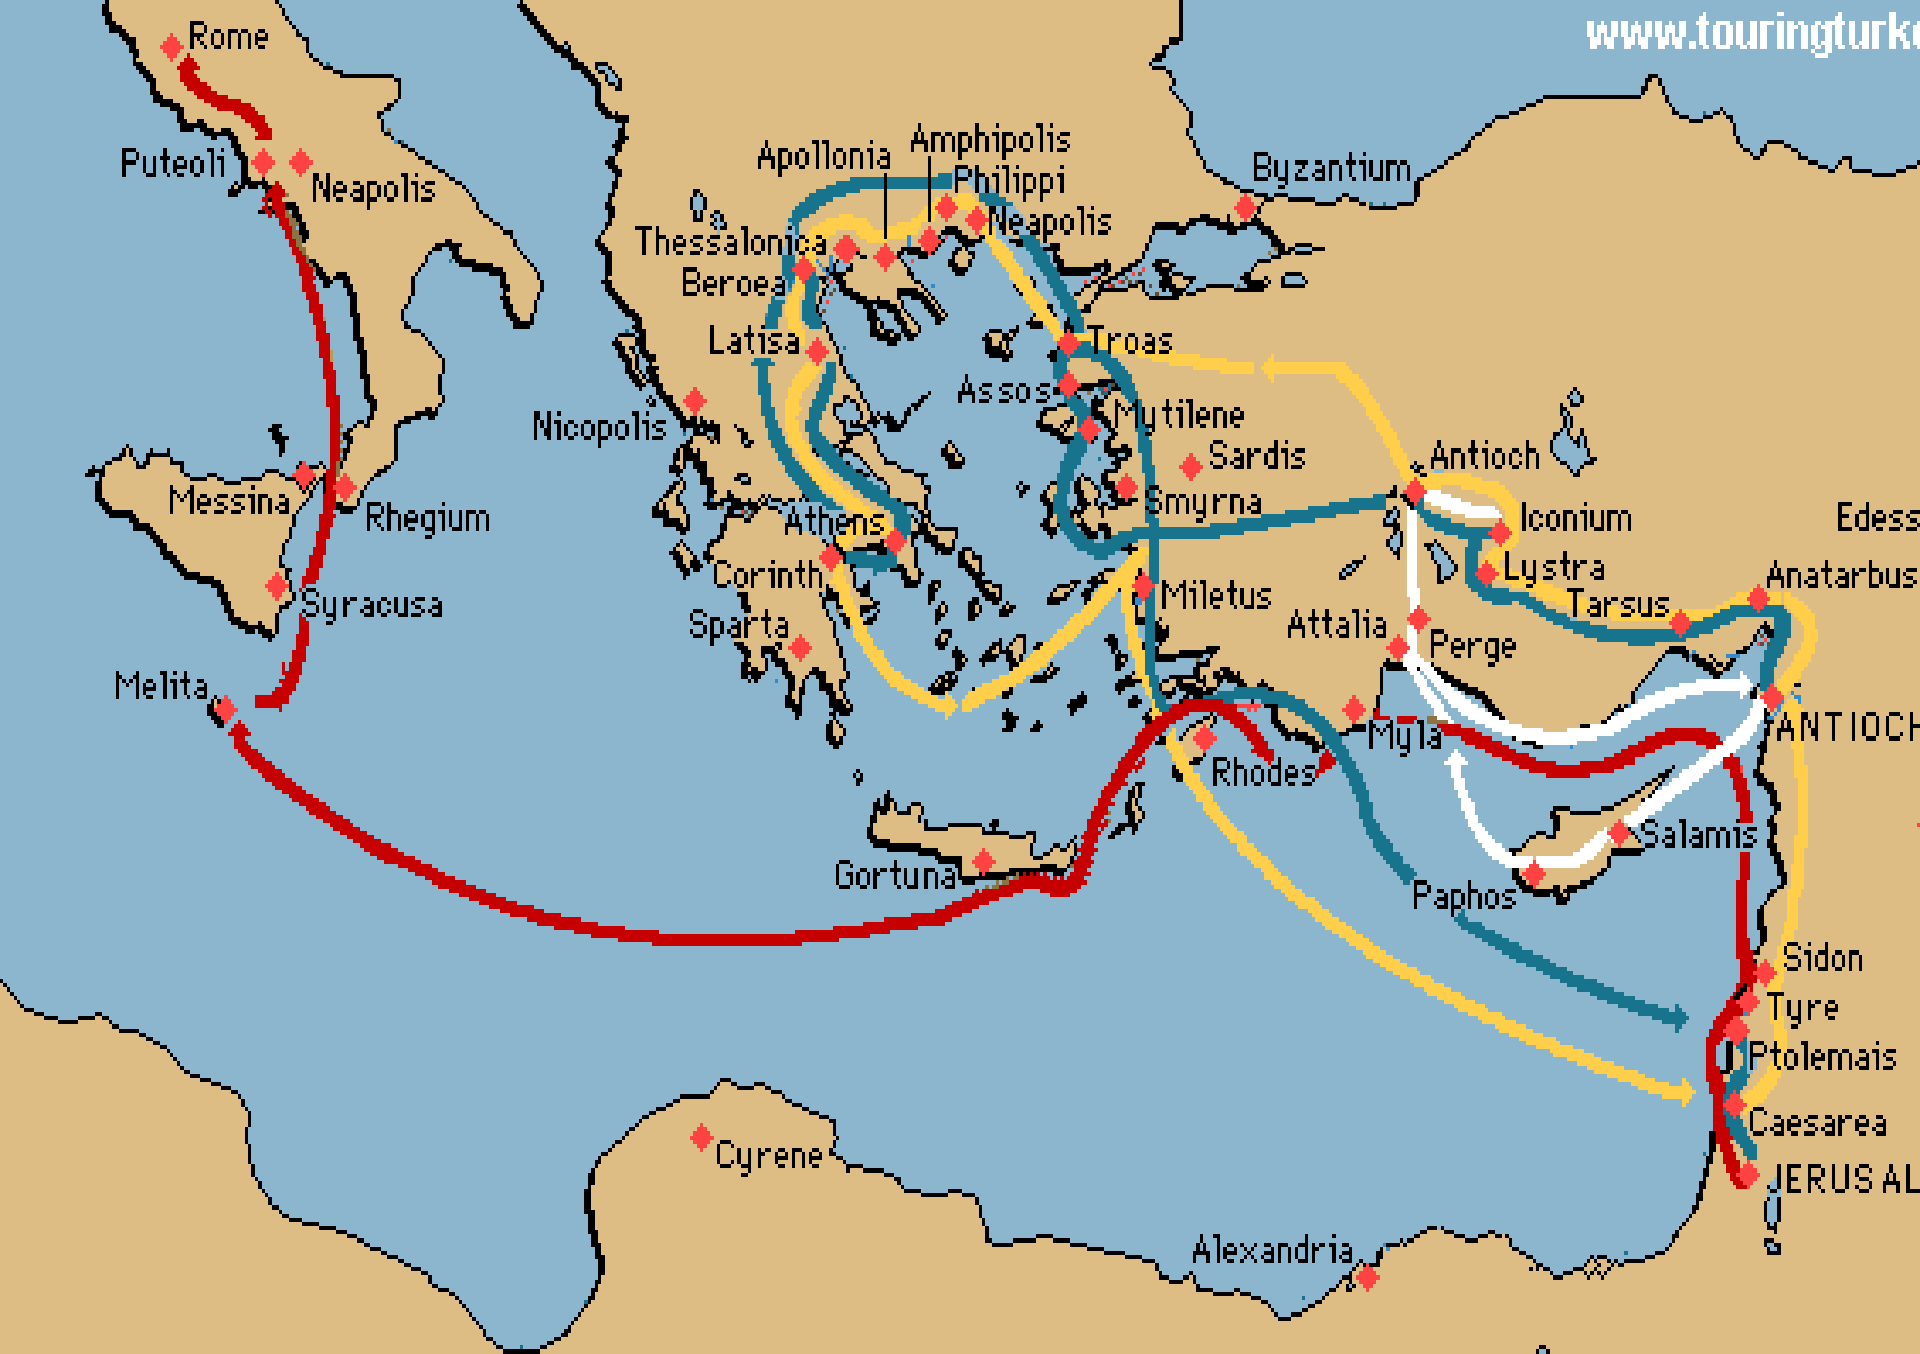 www.touringturke
Rome
Puteoli
Neapolis
Apollonia
Amphipolis
Philippi
Neapolis
Byzantium
Thessalonica
Beroea
Latisa
Troas
Assos
Nicopolis
Mytilene
Sardis
Antioch
Messina
Rhegium
Athens
Smyrna
Iconium
Edess
Syracusa
Corinth
Lystra
Anatarbus
Sparta
Miletus
Tarsus
Attalia
Perge
Melita
Myla
ANTIOCH
Rhodes
Salamis
Gortuna
Paphos
Sidon
Tyre
Ptolemais
Caesarea
Cyrene
JERUSAL
Alexandria